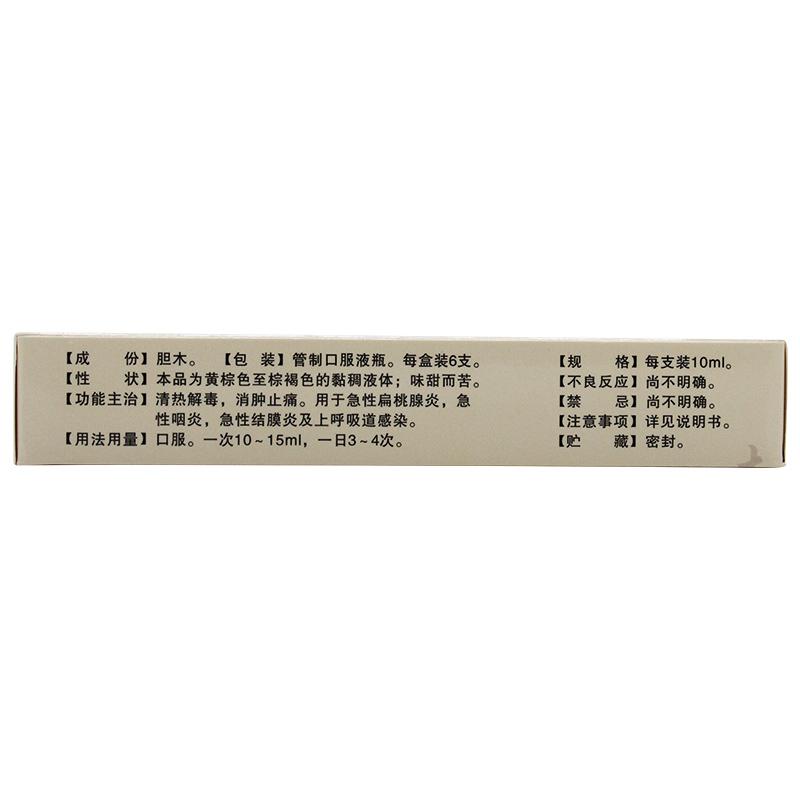 【成　份】胆木。【包　装】管制口服液瓶。每盒装6支。
【性　状】本品为黄棕色至棕褐色的黏稠液体；味甜而苦。
【功能主治】清热解毒，消肿止痛。用于急性扁桃腺炎，急
性咽炎，急性结膜炎及上呼吸道感染。
【用法用量】口服。一次10~15ml，一日3~4次。
【规　格】每支装10ml。
【不良反应】尚不明确。
【禁　忌】尚不明确。
【注意事项】详见说明书。
【贮　藏】密封。